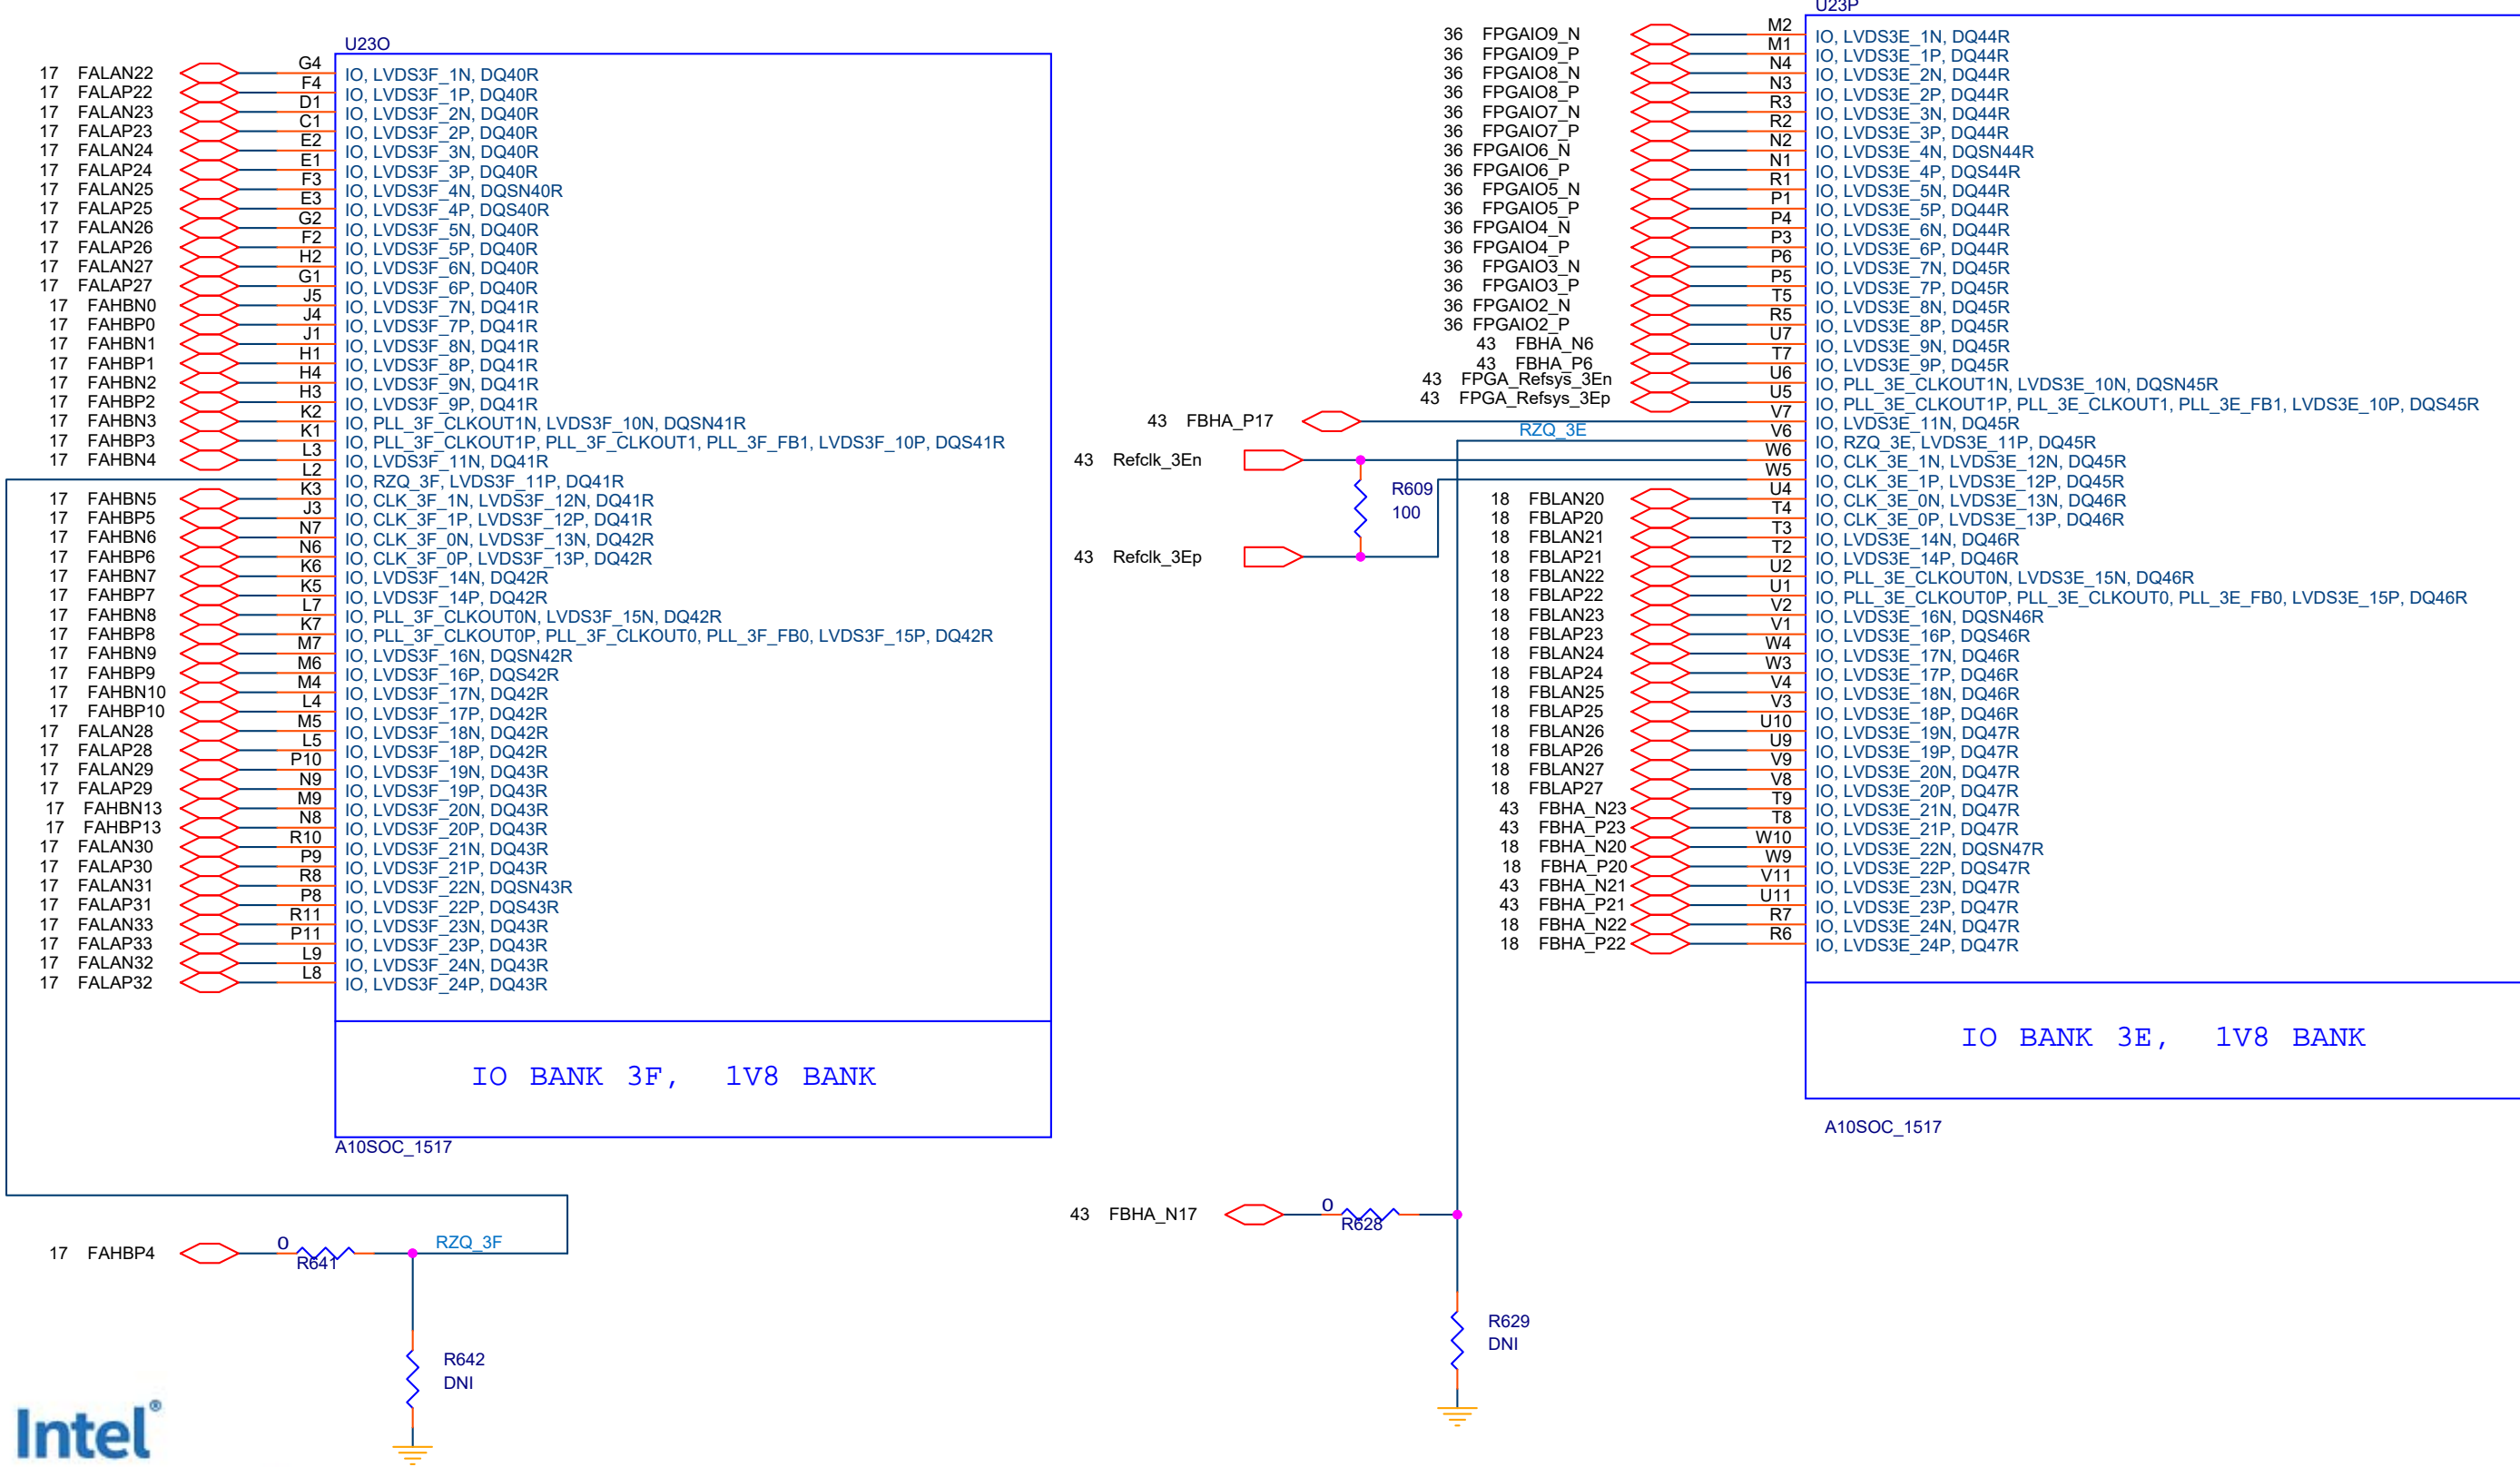 U23O
17 FALAN22 G4 IO, LVDS3F_1N, DQ40R
17 FALAP22 F4 IO, LVDS3F_1P, DQ40R
17 FALAN23 D1 IO, LVDS3F_2N, DQ40R
17 FALAP23 C1 IO, LVDS3F_2P, DQ40R
17 FALAN24 E2 IO, LVDS3F_3N, DQ40R
17 FALAP24 E1 IO, LVDS3F_3P, DQ40R
17 FALAN25 F3 IO, LVDS3F_4N, DQSN40R
17 FALAP25 E3 IO, LVDS3F_4P, DQS40R
17 FALAN26 G2 IO, LVDS3F_5N, DQ40R
17 FALAP26 F2 IO, LVDS3F_5P, DQ40R
17 FALAN27 H2 IO, LVDS3F_6N, DQ40R
17 FALAP27 G1 IO, LVDS3F_6P, DQ40R
17 FAHBN0 J5 IO, LVDS3F_7N, DQ41R
17 FAHBP0 J4 IO, LVDS3F_7P, DQ41R
17 FAHBN1 J1 IO, LVDS3F_8N, DQ41R
17 FAHBP1 H1 IO, LVDS3F_8P, DQ41R
17 FAHBN2 H4 IO, LVDS3F_9N, DQ41R
17 FAHBP2 H3 IO, LVDS3F_9P, DQ41R
17 FAHBN3 K2 IO, PLL_3F_CLKOUT1N, LVDS3F_10N, DQSN41R
17 FAHBP3 K1 IO, PLL_3F_CLKOUT1P, PLL_3F_CLKOUT1, PLL_3F_FB1, LVDS3F_10P, DQS41R
17 FAHBN4 L3 IO, LVDS3F_11N, DQ41R
L2 IO, RZQ_3F, LVDS3F_11P, DQ41R
17 FAHBN5 K3 IO, CLK_3F_1N, LVDS3F_12N, DQ41R
17 FAHBP5 J3 IO, CLK_3F_1P, LVDS3F_12P, DQ41R
17 FAHBN6 N7 IO, CLK_3F_0N, LVDS3F_13N, DQ42R
17 FAHBP6 N6 IO, CLK_3F_0P, LVDS3F_13P, DQ42R
17 FAHBN7 K6 IO, LVDS3F_14N, DQ42R
17 FAHBP7 K5 IO, LVDS3F_14P, DQ42R
17 FAHBN8 L7 IO, PLL_3F_CLKOUT0N, LVDS3F_15N, DQ42R
17 FAHBP8 K7 IO, PLL_3F_CLKOUT0P, PLL_3F_CLKOUT0, PLL_3F_FB0, LVDS3F_15P, DQ42R
17 FAHBN9 M7 IO, LVDS3F_16N, DQSN42R
17 FAHBP9 M6 IO, LVDS3F_16P, DQS42R
17 FAHBN10 M4 IO, LVDS3F_17N, DQ42R
17 FAHBP10 L4 IO, LVDS3F_17P, DQ42R
17 FALAN28 M5 IO, LVDS3F_18N, DQ42R
17 FALAP28 L5 IO, LVDS3F_18P, DQ42R
17 FALAN29 P10 IO, LVDS3F_19N, DQ43R
17 FALAP29 N9 IO, LVDS3F_19P, DQ43R
17 FAHBN13 M9 IO, LVDS3F_20N, DQ43R
17 FAHBP13 N8 IO, LVDS3F_20P, DQ43R
17 FALAN30 R10 IO, LVDS3F_21N, DQ43R
17 FALAP30 P9 IO, LVDS3F_21P, DQ43R
17 FALAN31 R8 IO, LVDS3F_22N, DQSN43R
17 FALAP31 P8 IO, LVDS3F_22P, DQS43R
17 FALAN33 R11 IO, LVDS3F_23N, DQ43R
17 FALAP33 P11 IO, LVDS3F_23P, DQ43R
17 FALAN32 L9 IO, LVDS3F_24N, DQ43R
17 FALAP32 L8 IO, LVDS3F_24P, DQ43R
IO BANK 3F, 1V8 BANK
A10SOC_1517
17 FAHBP4 0 R641 RZQ_3F
R642
DNI
Intel®
U23P
36 FPGAIO9_N M2 IO, LVDS3E_1N, DQ44R
36 FPGAIO9_P M1 IO, LVDS3E_1P, DQ44R
36 FPGAIO8_N N4 IO, LVDS3E_2N, DQ44R
36 FPGAIO8_P N3 IO, LVDS3E_2P, DQ44R
36 FPGAIO7_N R3 IO, LVDS3E_3N, DQ44R
36 FPGAIO7_P R2 IO, LVDS3E_3P, DQ44R
36 FPGAIO6_N N2 IO, LVDS3E_4N, DQSN44R
36 FPGAIO6_P N1 IO, LVDS3E_4P, DQS44R
36 FPGAIO5_N R1 IO, LVDS3E_5N, DQ44R
36 FPGAIO5_P P1 IO, LVDS3E_5P, DQ44R
36 FPGAIO4_N P4 IO, LVDS3E_6N, DQ44R
36 FPGAIO4_P P3 IO, LVDS3E_6P, DQ44R
36 FPGAIO3_N P6 IO, LVDS3E_7N, DQ45R
36 FPGAIO3_P P5 IO, LVDS3E_7P, DQ45R
36 FPGAIO2_N T5 IO, LVDS3E_8N, DQ45R
36 FPGAIO2_P R5 IO, LVDS3E_8P, DQ45R
43 FBHA_N6 U7 IO, LVDS3E_9N, DQ45R
43 FBHA_P6 T7 IO, LVDS3E_9P, DQ45R
43 FPGA_Refsys_3En U6 IO, PLL_3E_CLKOUT1N, LVDS3E_10N, DQSN45R
43 FPGA_Refsys_3Ep U5 IO, PLL_3E_CLKOUT1P, PLL_3E_CLKOUT1, PLL_3E_FB1, LVDS3E_10P, DQS45R
43 FBHA_P17 V7 IO, LVDS3E_11N, DQ45R
RZQ_3E V6 IO, RZQ_3E, LVDS3E_11P, DQ45R
43 Refclk_3En W6 IO, CLK_3E_1N, LVDS3E_12N, DQ45R
W5 IO, CLK_3E_1P, LVDS3E_12P, DQ45R
R609
100
43 Refclk_3Ep
18 FBLAN20 U4 IO, CLK_3E_0N, LVDS3E_13N, DQ46R
18 FBLAP20 T4 IO, CLK_3E_0P, LVDS3E_13P, DQ46R
18 FBLAN21 T3 IO, LVDS3E_14N, DQ46R
18 FBLAP21 T2 IO, LVDS3E_14P, DQ46R
18 FBLAN22 U2 IO, PLL_3E_CLKOUT0N, LVDS3E_15N, DQ46R
18 FBLAP22 U1 IO, PLL_3E_CLKOUT0P, PLL_3E_CLKOUT0, PLL_3E_FB0, LVDS3E_15P, DQ46R
18 FBLAN23 V2 IO, LVDS3E_16N, DQSN46R
18 FBLAP23 V1 IO, LVDS3E_16P, DQS46R
18 FBLAN24 W4 IO, LVDS3E_17N, DQ46R
18 FBLAP24 W3 IO, LVDS3E_17P, DQ46R
18 FBLAN25 V4 IO, LVDS3E_18N, DQ46R
18 FBLAP25 V3 IO, LVDS3E_18P, DQ46R
18 FBLAN26 U10 IO, LVDS3E_19N, DQ47R
18 FBLAP26 U9 IO, LVDS3E_19P, DQ47R
18 FBLAN27 V9 IO, LVDS3E_20N, DQ47R
18 FBLAP27 V8 IO, LVDS3E_20P, DQ47R
43 FBHA_N23 T9 IO, LVDS3E_21N, DQ47R
43 FBHA_P23 T8 IO, LVDS3E_21P, DQ47R
18 FBHA_N20 W10 IO, LVDS3E_22N, DQSN47R
18 FBHA_P20 W9 IO, LVDS3E_22P, DQS47R
43 FBHA_N21 V11 IO, LVDS3E_23N, DQ47R
43 FBHA_P21 U11 IO, LVDS3E_23P, DQ47R
18 FBHA_N22 R7 IO, LVDS3E_24N, DQ47R
18 FBHA_P22 R6 IO, LVDS3E_24P, DQ47R
IO BANK 3E, 1V8 BANK
A10SOC_1517
43 FBHA_N17 0 R628
R629
DNI